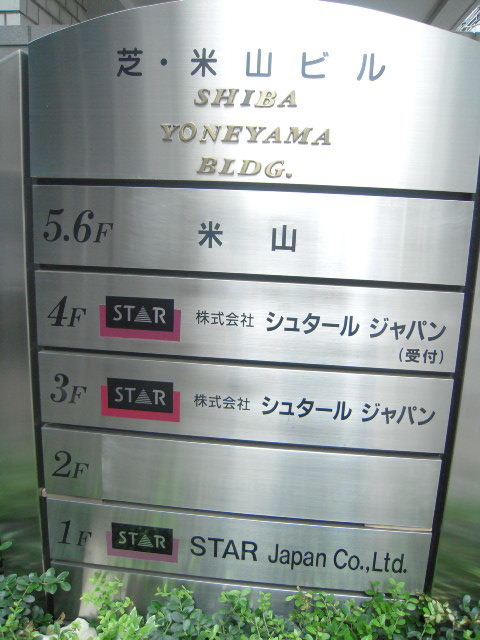 芝・米山ビル
SHIBA
YONEYAMA
BLDG.
5.6F 米山
4F STAR 株式会社 シュタール ジャパン
(受付)
3F STAR 株式会社 シュタール ジャパン
2F
1F STAR STAR Japan Co.,Ltd.